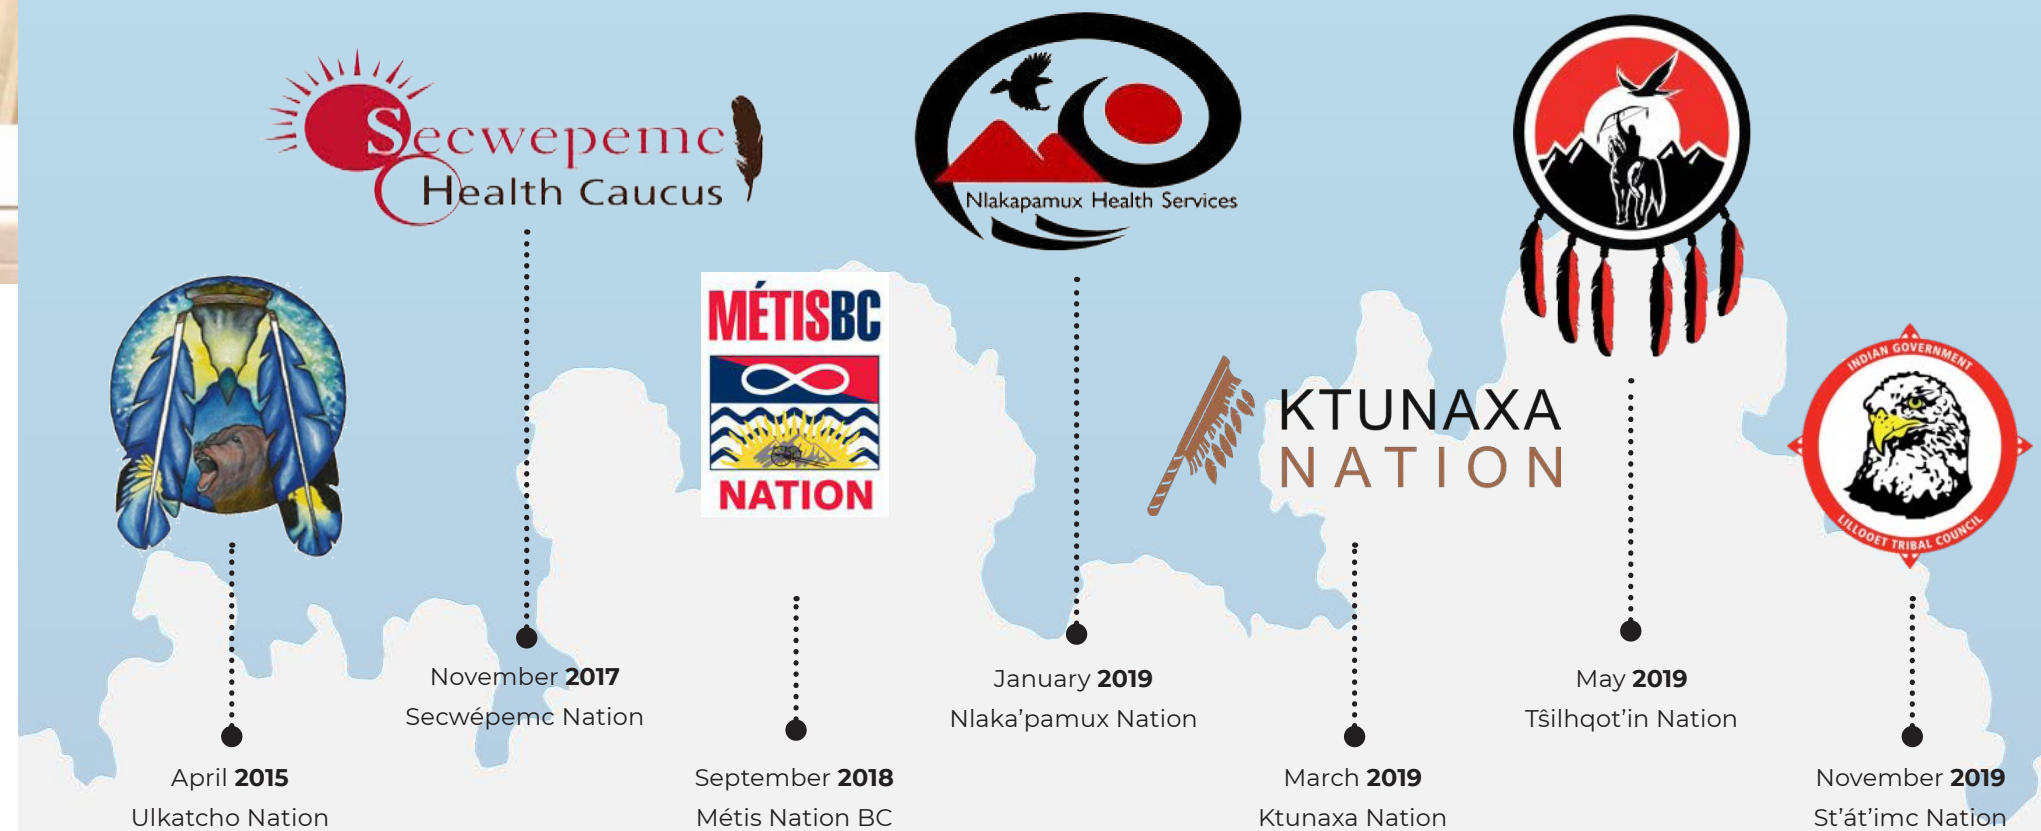 Secwepemc
Health Caucus
Nlakapamux Health Services
MÉTISBC
NATION
KTUNAXA
NATION
INDIAN GOVERNMENT
LILLOOET TRIBAL COUNCIL
April 2015
Ulkatcho Nation
November 2017
Secwépemc Nation
September 2018
Métis Nation BC
January 2019
Nlaka’pamux Nation
March 2019
Ktunaxa Nation
May 2019
Tŝilhqot’in Nation
November 2019
St’át’imc Nation